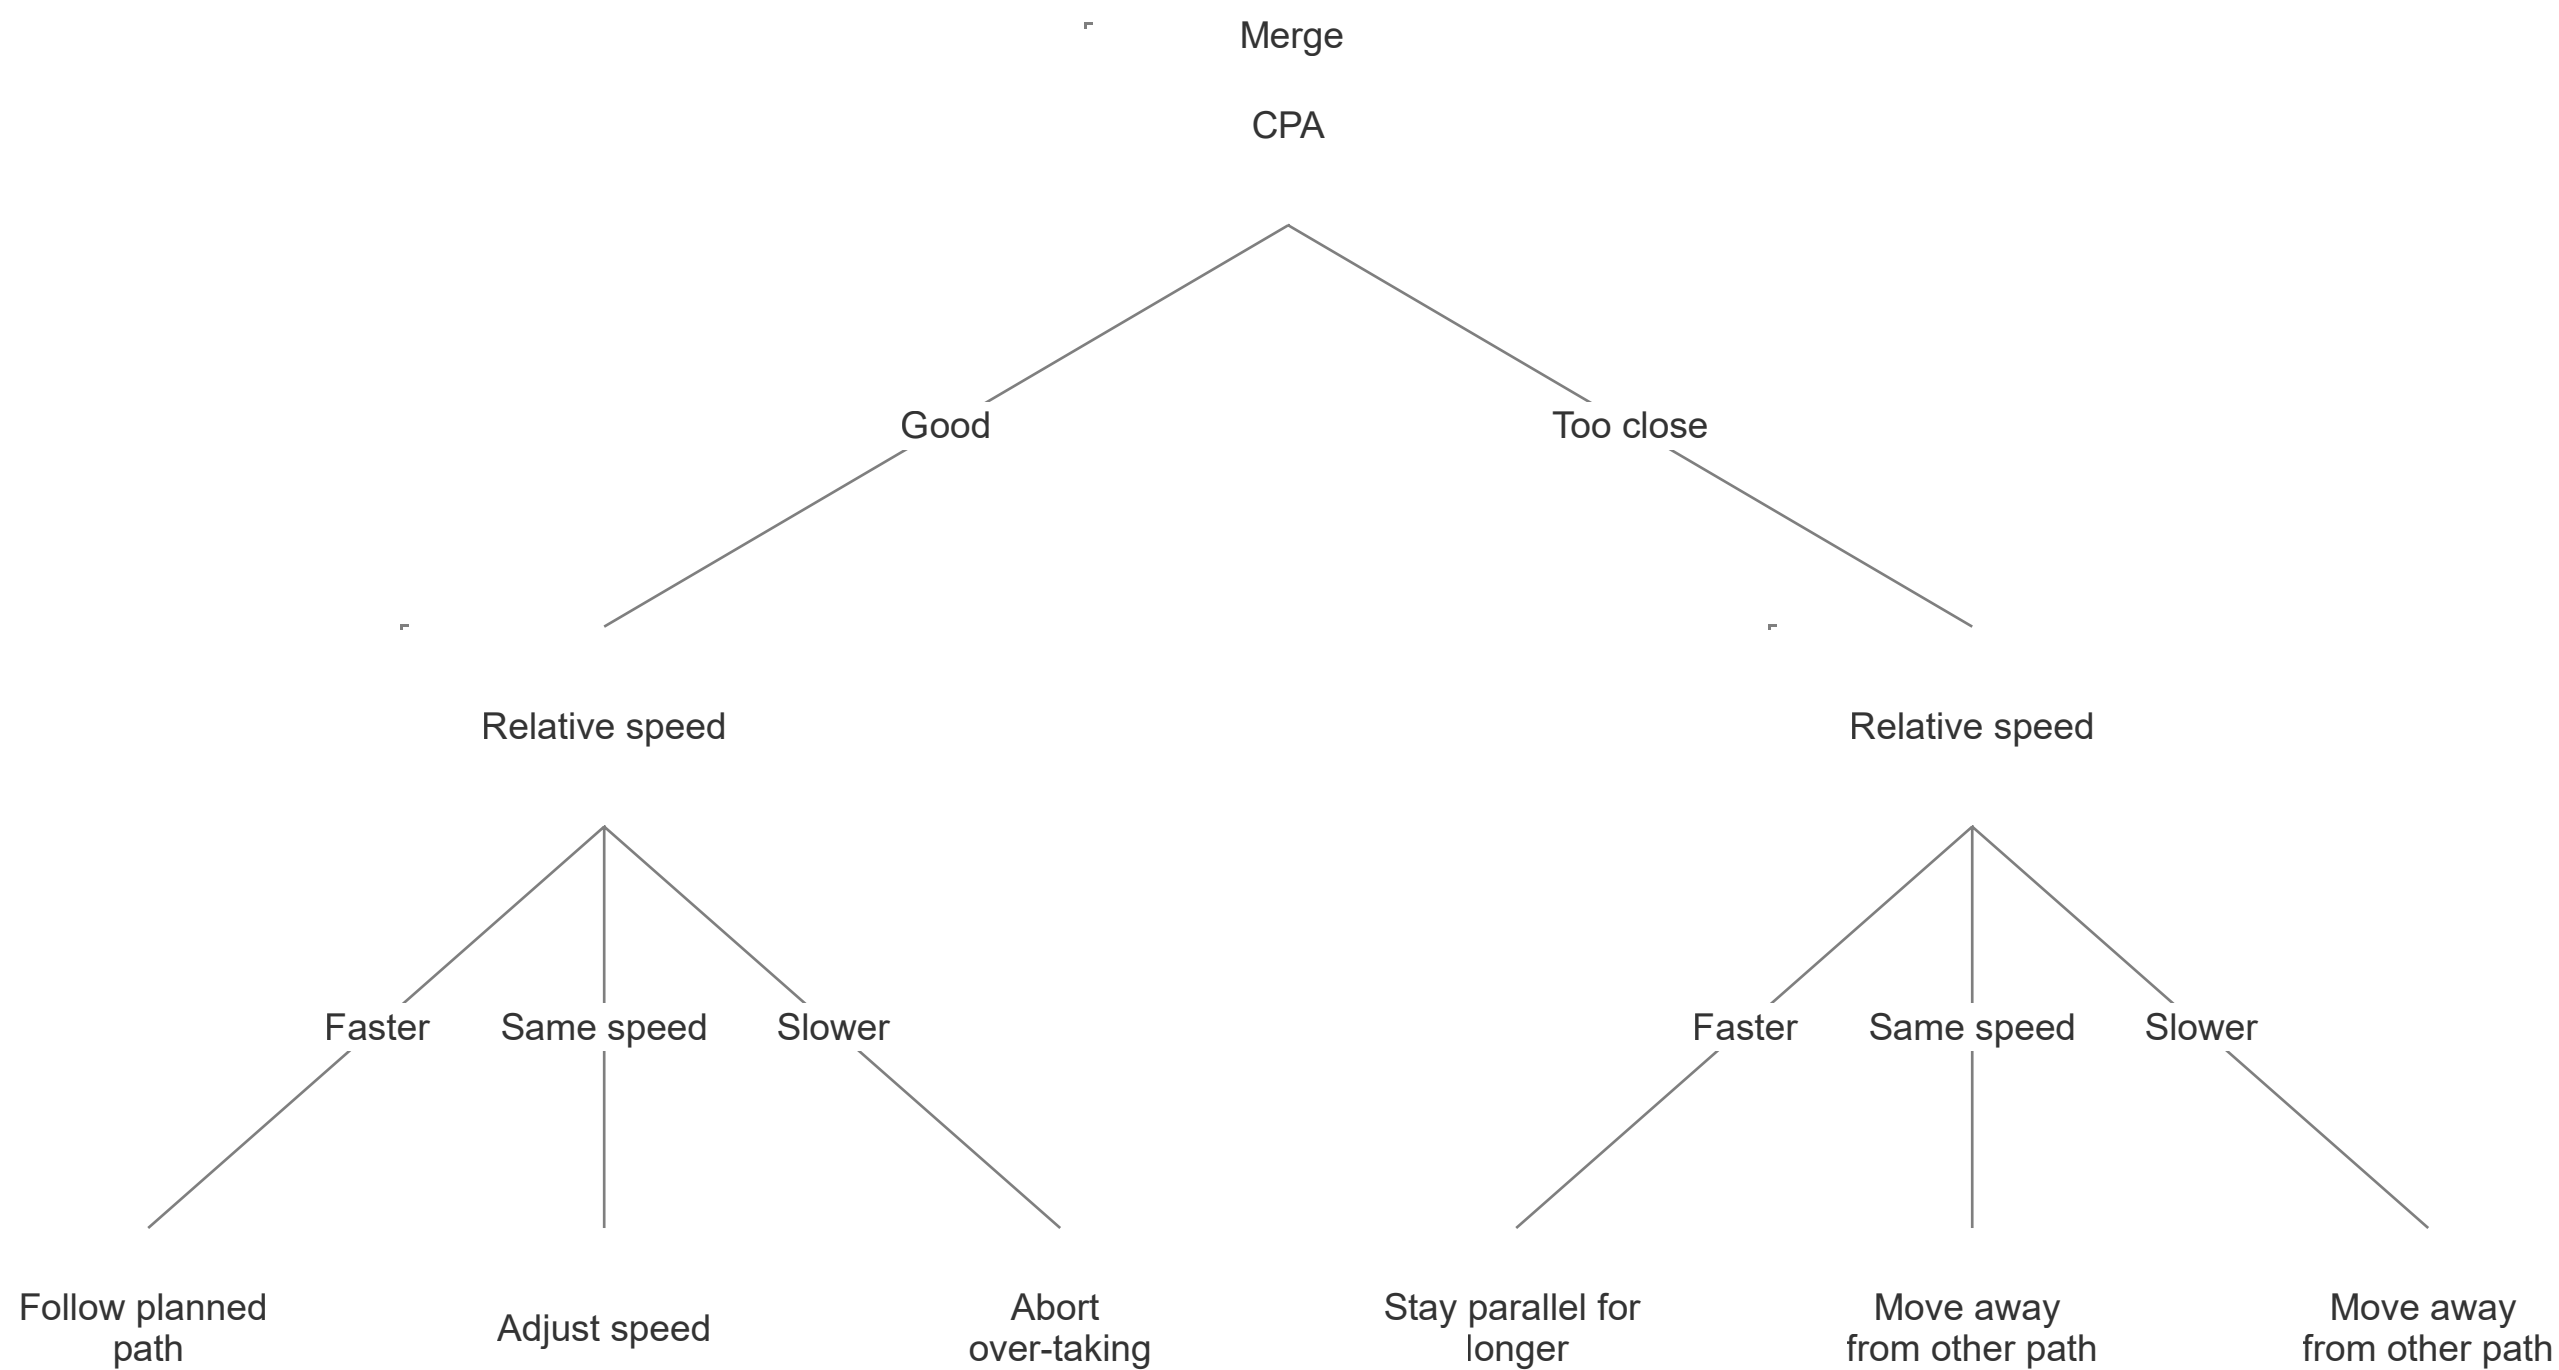 Merge
CPA
Good
Too close
Relative speed
Relative speed
Faster
Same speed
Slower
Faster
Same speed
Slower
Follow planned
path
Adjust speed
Abort
over-taking
Stay parallel for
longer
Move away
from other path
Move away
from other path